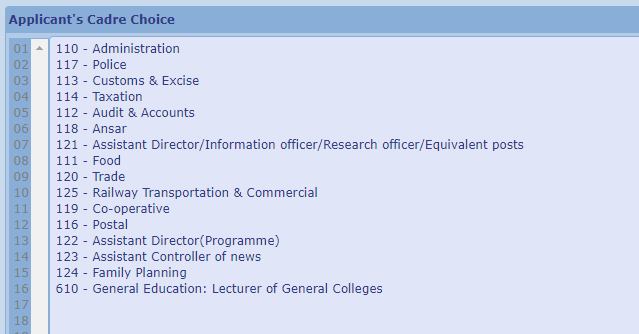 Applicant's Cadre Choice
01 110 - Administration
02 117 - Police
03 113 - Customs & Excise
04 114 - Taxation
05 112 - Audit & Accounts
06 118 - Ansar
07 121 - Assistant Director/Information officer/Research officer/Equivalent posts
08 111 - Food
09 120 - Trade
10 125 - Railway Transportation & Commercial
11 119 - Co-operative
12 116 - Postal
13 122 - Assistant Director(Programme)
14 123 - Assistant Controller of news
15 124 - Family Planning
16 610 - General Education: Lecturer of General Colleges
17
18